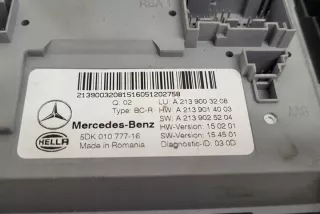 2139003208151605120275B
Q: 02 LU: A 213 900 32 08
Type: BC-R HW: A 213 901 40 03
SW: A 213 902 52 04
Mercedes-Benz HW-Version: 15 02 01
5DK 010 777-16 SW-Version: 15 45 01
HELLA Made in Romania Diagnostic-ID: 03 0D